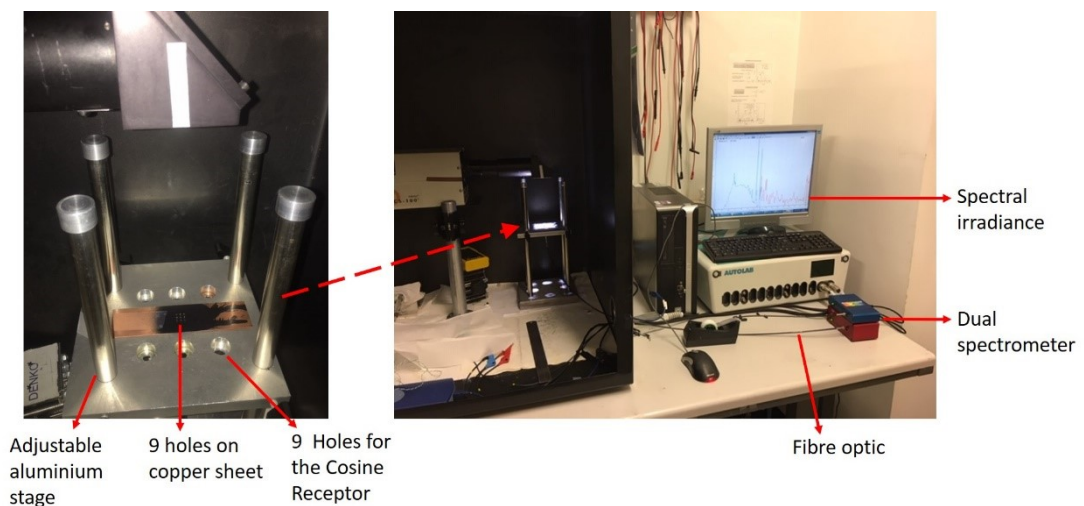 Spectral
irradiance
AUTOLAB
Dual
spectrometer
Fibre optic
DENKO
Adjustable
aluminium
stage
9 holes on
copper sheet
9 Holes for
the Cosine
Receptor